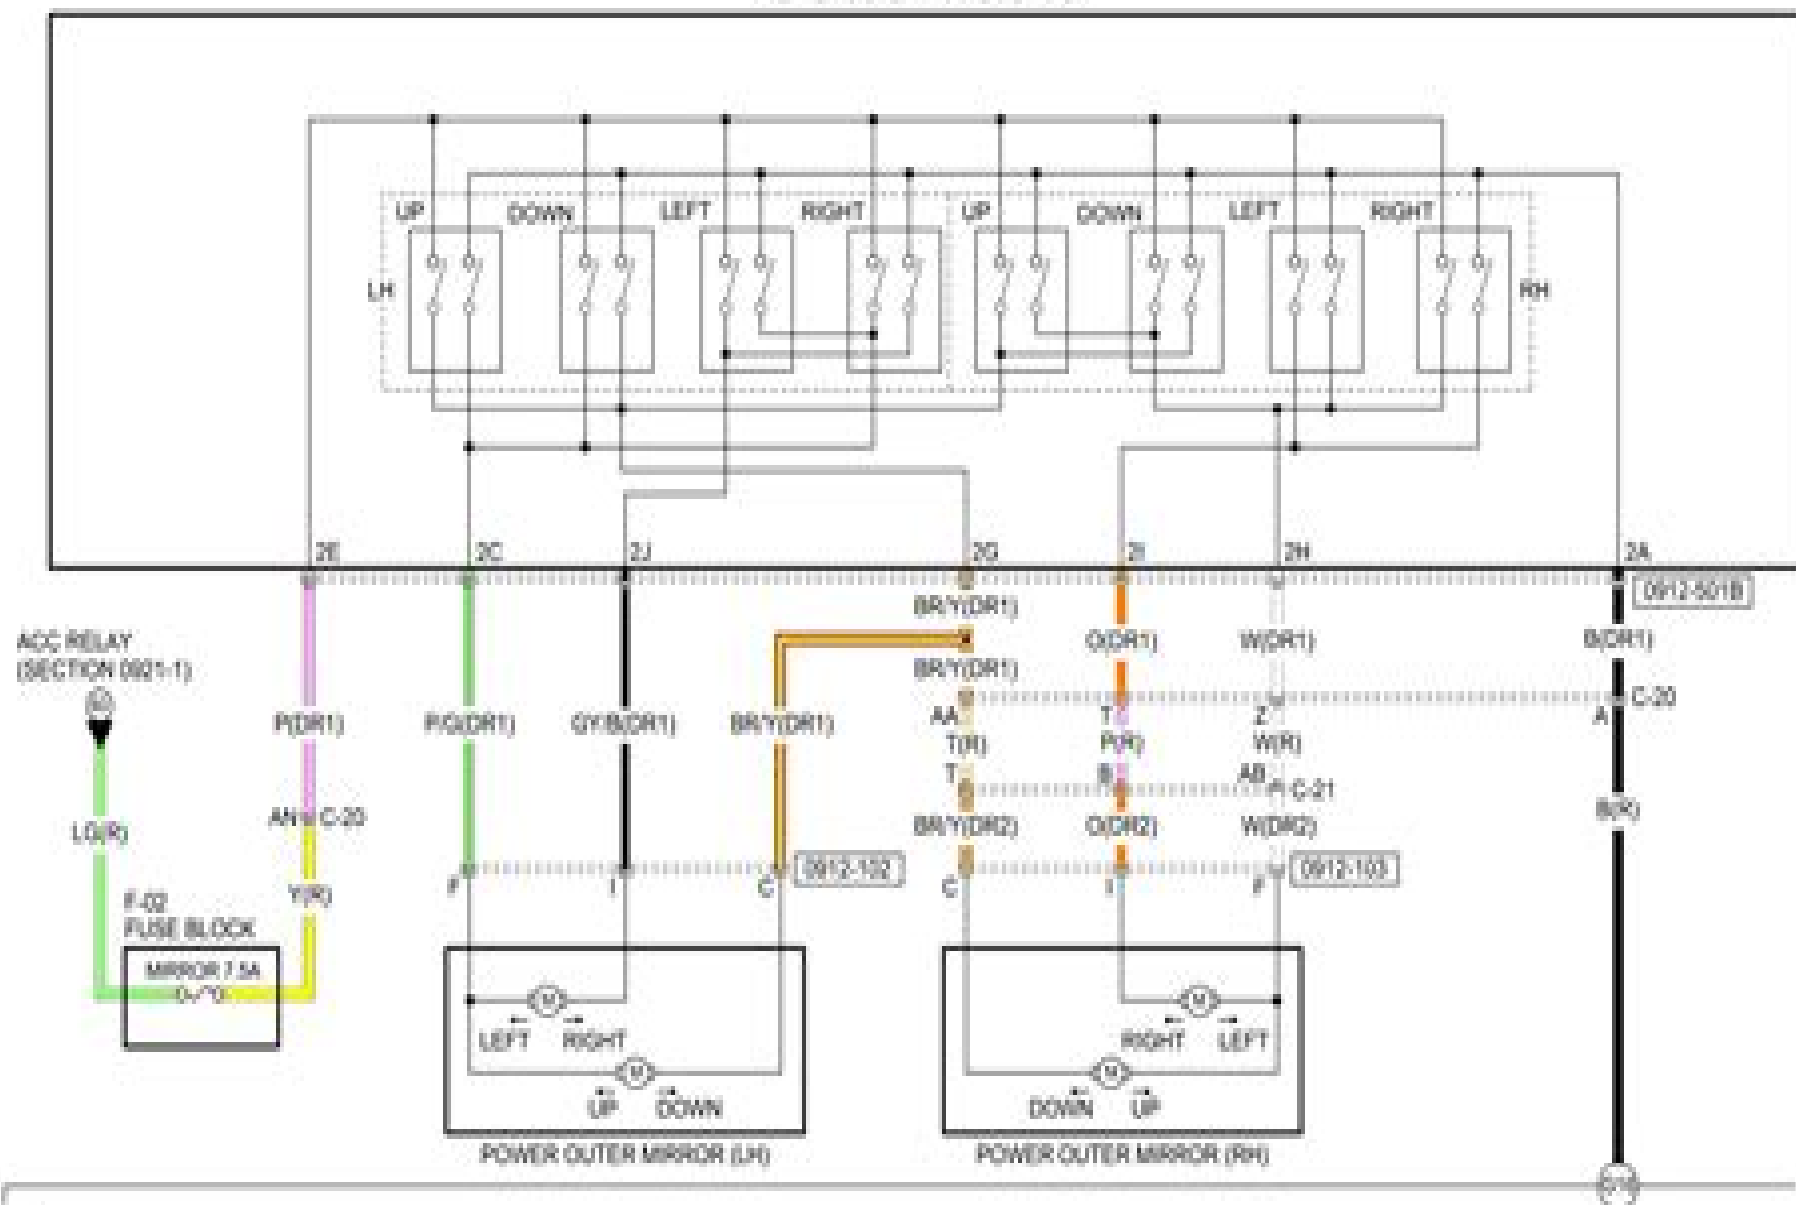 UP
DOWN
LEFT
RIGHT
UP
DOWN
LEFT
RIGHT
LH
RH
2E
2C
2J
2G
2I
2H
2A
0912-501B
BR/Y(DR1)
ACC RELAY
(SECTION 0921-1)
O(DR1)
W(DR1)
B(DR1)
BR/Y(DR1)
C-20
P(DR1)
P/G(DR1)
GY/B(DR1)
BR/Y(DR1)
AA
T
Z
A
T(R)
P(R)
W(R)
T
B
AB
C-21
LG(R)
AN
C-20
BR/Y(DR2)
O(DR2)
W(DR2)
B(R)
F
I
C
0912-102
C
I
F
0912-103
Y(R)
F-02
FUSE BLOCK
MIRROR 7.5A
M
M
LEFT
RIGHT
RIGHT
LEFT
M
M
UP
DOWN
DOWN
UP
POWER OUTER MIRROR (LH)
POWER OUTER MIRROR (RH)